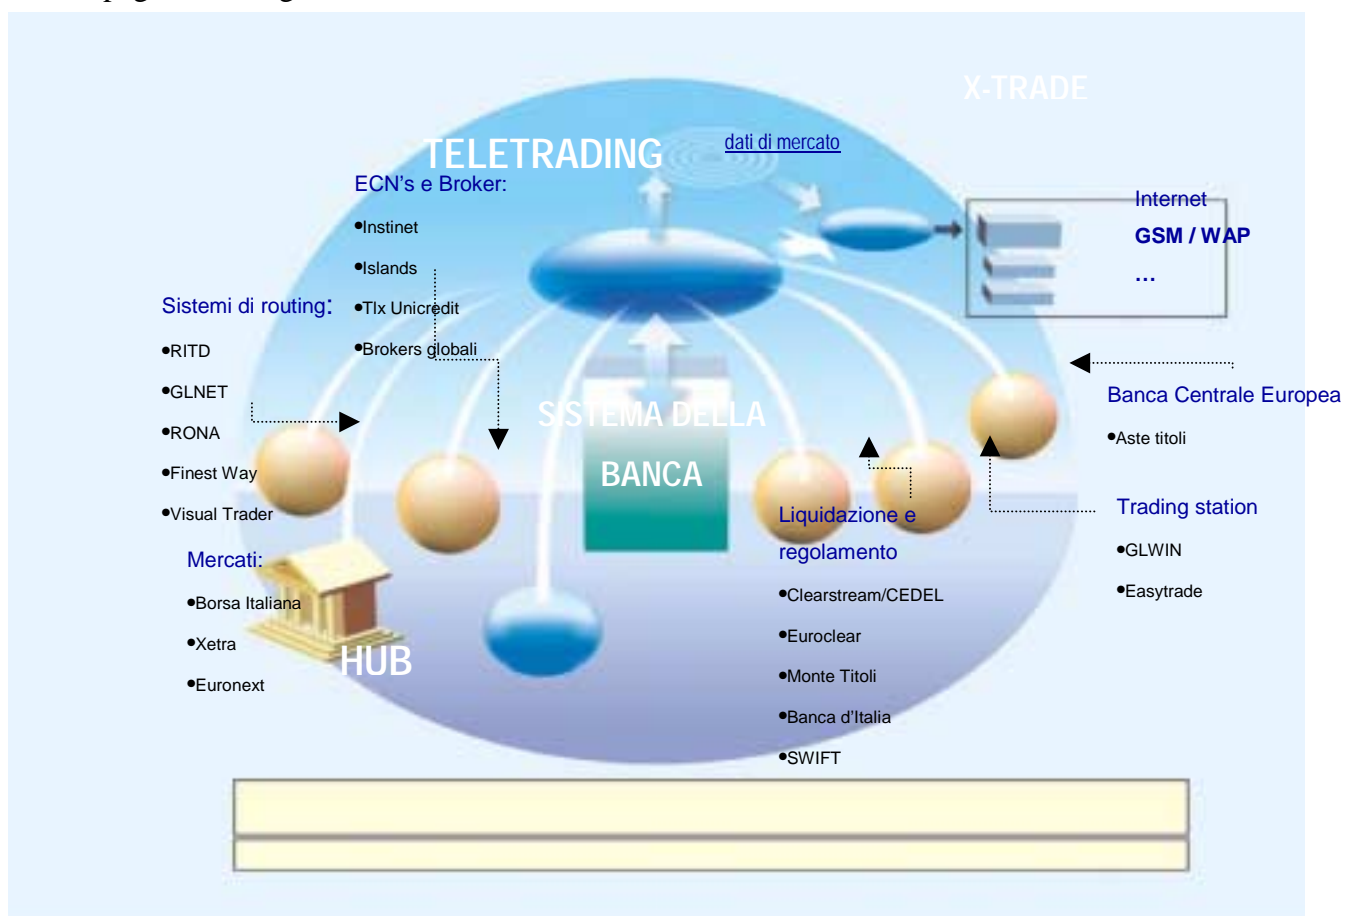 X-TRADE
TELETRADING
dati di mercato
ECN's e Broker:
•Instinet
•Islands
•Tlx Unicredit
•Brokers globali
Internet
GSM / WAP
…
Sistemi di routing:
•RITD
•GLNET
•RONA
•Finest Way
•Visual Trader
SISTEMA DELLA
BANCA
Banca Centrale Europea
•Aste titoli
Trading station
•GLWIN
•Easytrade
Liquidazione e
regolamento
•Clearstream/CEDEL
•Euroclear
•Monte Titoli
•Banca d'Italia
•SWIFT
Mercati:
•Borsa Italiana
•Xetra
•Euronext
HUB